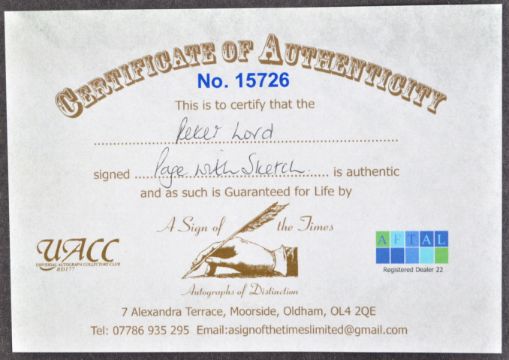 CERTIFICATE OF AUTHENTICITY
No. 15726
This is to certify that the
Peter Lord
signed Page with Sketch is authentic
and as such is Guaranteed for Life by
A Sign of the Times
UACC
UNIVERSAL AUTOGRAPH COLLECTORS CLUB
RD177
AFTAL
Registered Dealer 22
Autographs of Distinction
7 Alexandra Terrace, Moorside, Oldham, OL4 2QE
Tel: 07786 935 295 Email:asignofthetimeslimited@gmail.com